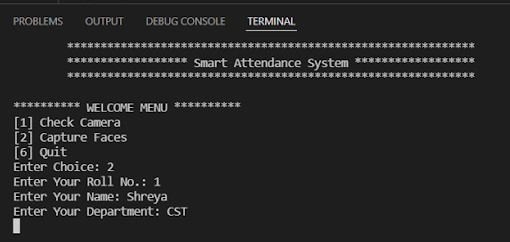 PROBLEMS OUTPUT DEBUG CONSOLE TERMINAL
**************************************************************
****************** Smart Attendance System ******************
**************************************************************
********** WELCOME MENU **********
[1] Check Camera
[2] Capture Faces
[6] Quit
Enter Choice: 2
Enter Your Roll No.: 1
Enter Your Name: Shreya
Enter Your Department: CST